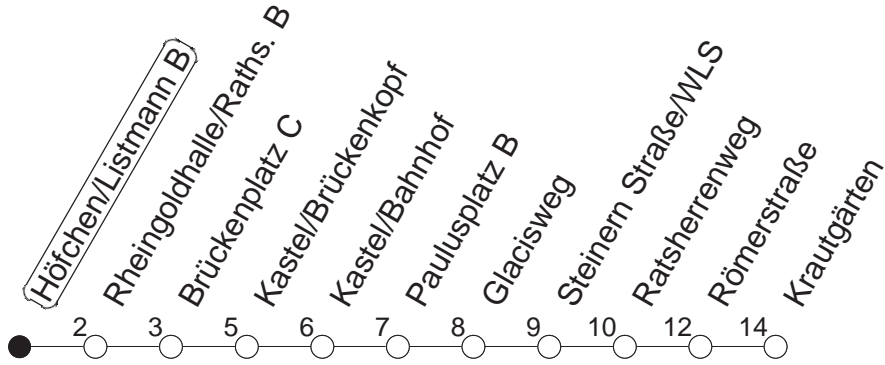 Höfchen/Listmann B
Rheingoldhalle/Raths. B
Brückenplatz C
Kastel/Brückenkopf
Kastel/Bahnhof
Paulusplatz B
Glacisweg
Steinern Straße/WLS
Ratsherrenweg
Römerstraße
Krautgärten
2 3 5 6 7 8 9 10 12 14